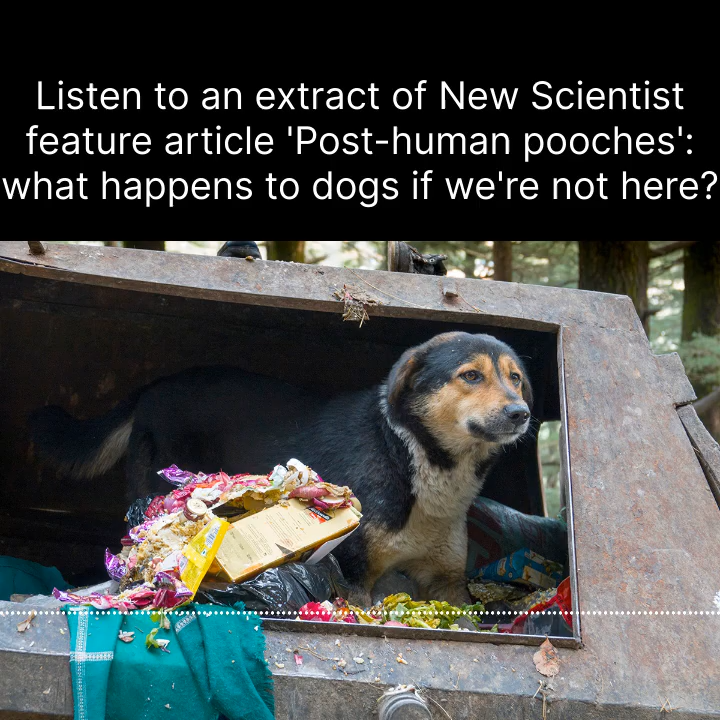 Listen to an extract of New Scientist
feature article 'Post-human pooches':
what happens to dogs if we're not here?